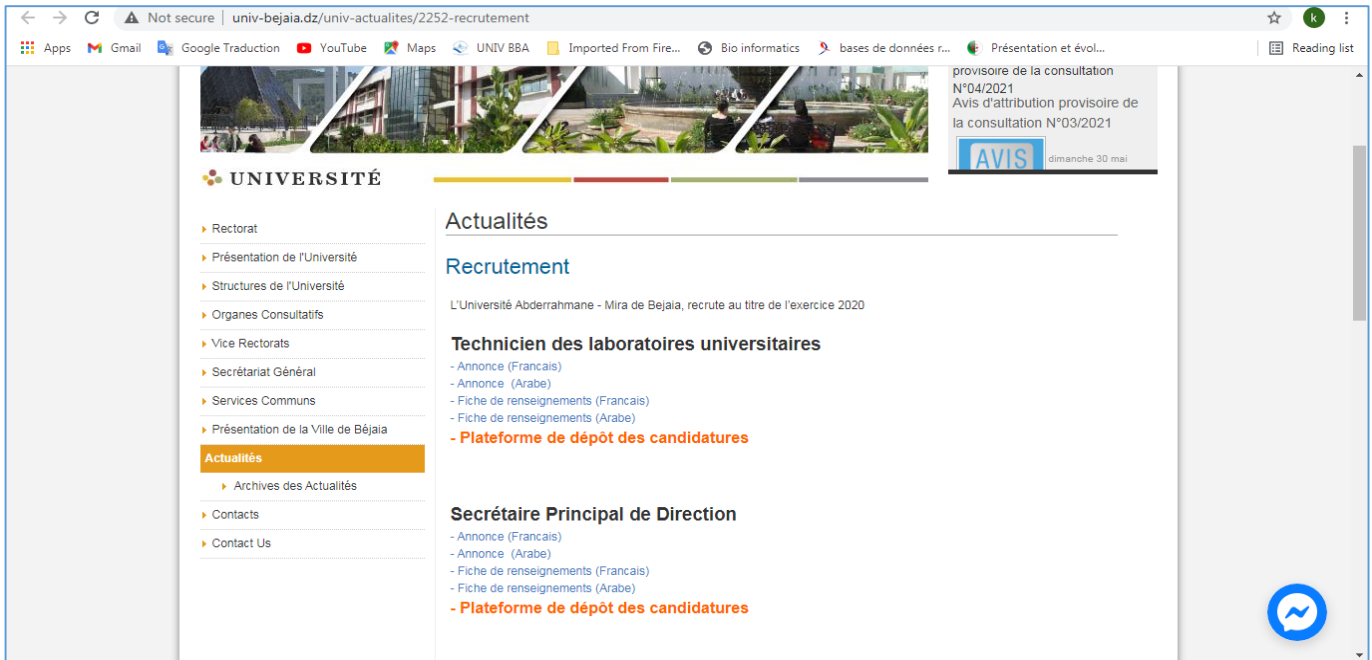 Not secure | univ-bejaia.dz/univ-actualites/2252-recrutement
k
Apps Gmail Google Traduction YouTube Maps UNIV BBA Imported From Fire... Bio informatics bases de données r... Présentation et évol... Reading list
provisoire de la consultation
N°04/2021
Avis d'attribution provisoire de
la consultation N°03/2021
AVIS dimanche 30 mai
UNIVERSITÉ
Rectorat
Présentation de l'Université
Structures de l'Université
Organes Consultatifs
Vice Rectorats
Secrétariat Général
Services Communs
Présentation de la Ville de Béjaia
Actualités
Archives des Actualités
Contacts
Contact Us
Actualités
Recrutement
L'Université Abderrahmane - Mira de Bejaia, recrute au titre de l'exercice 2020
Technicien des laboratoires universitaires
- Annonce (Francais)
- Annonce (Arabe)
- Fiche de renseignements (Francais)
- Fiche de renseignements (Arabe)
- Plateforme de dépôt des candidatures
Secrétaire Principal de Direction
- Annonce (Francais)
- Annonce (Arabe)
- Fiche de renseignements (Francais)
- Fiche de renseignements (Arabe)
- Plateforme de dépôt des candidatures